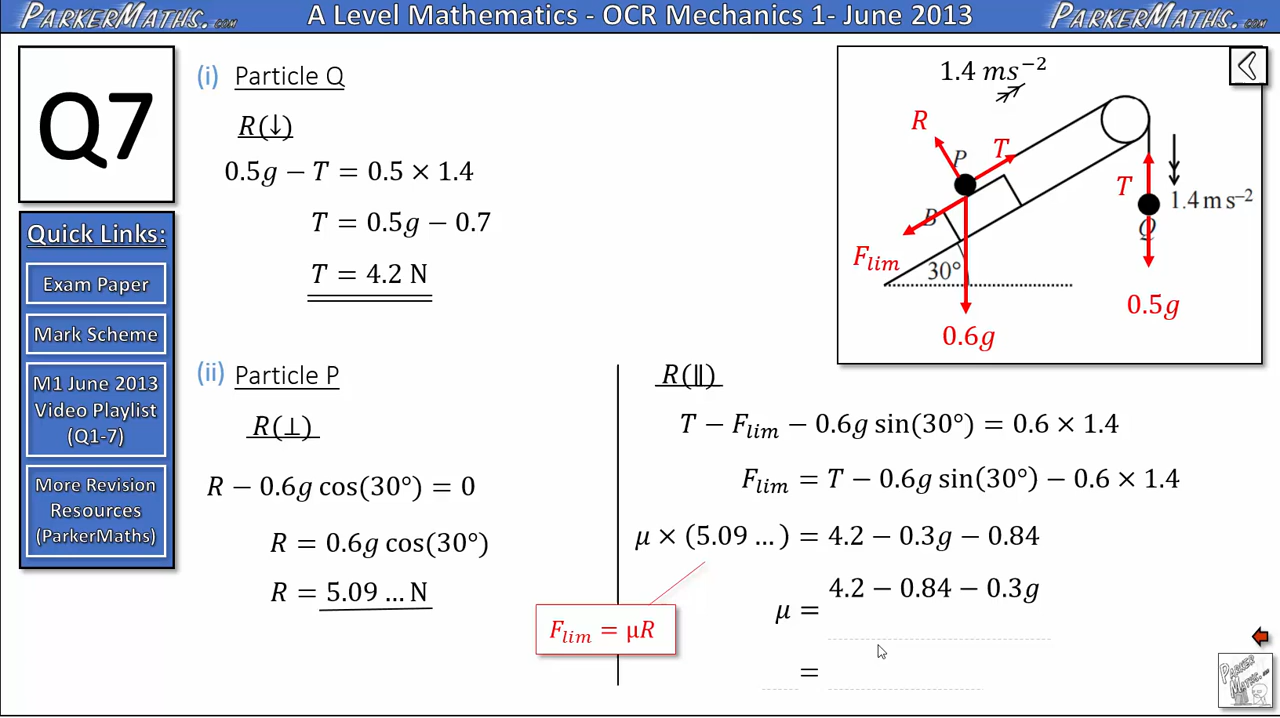 PARKERMATHS.COM
A Level Mathematics - OCR Mechanics 1- June 2013
PARKERMATHS.COM
Q7
Quick Links:
Exam Paper
Mark Scheme
M1 June 2013
Video Playlist
(Q1-7)
More Revision
Resources
(ParkerMaths)
(i) Particle Q
R(↓)
0.5g − T = 0.5 × 1.4
T = 0.5g − 0.7
T = 4.2 N
1.4 ms⁻²
R
P
T
B
F_lim
30°
0.6g
T
1.4 m s⁻²
Q
0.5g
(ii) Particle P
R(⊥)
R − 0.6g cos(30°) = 0
R = 0.6g cos(30°)
R = 5.09 … N
R(∥)
T − F_lim − 0.6g sin(30°) = 0.6 × 1.4
F_lim = T − 0.6g sin(30°) − 0.6 × 1.4
μ × (5.09 … ) = 4.2 − 0.3g − 0.84
F_lim = μR
μ = 4.2 − 0.84 − 0.3g
=